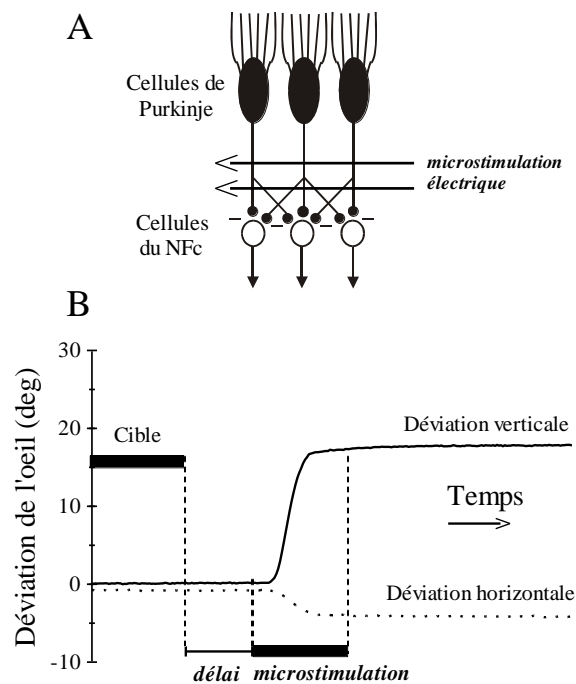 A
Cellules de
Purkinje
microstimulation
électrique
Cellules
du NFc
B
Déviation de l'oeil (deg)
30
20
10
0
-10
Cible
Déviation verticale
Temps
Déviation horizontale
délai microstimulation